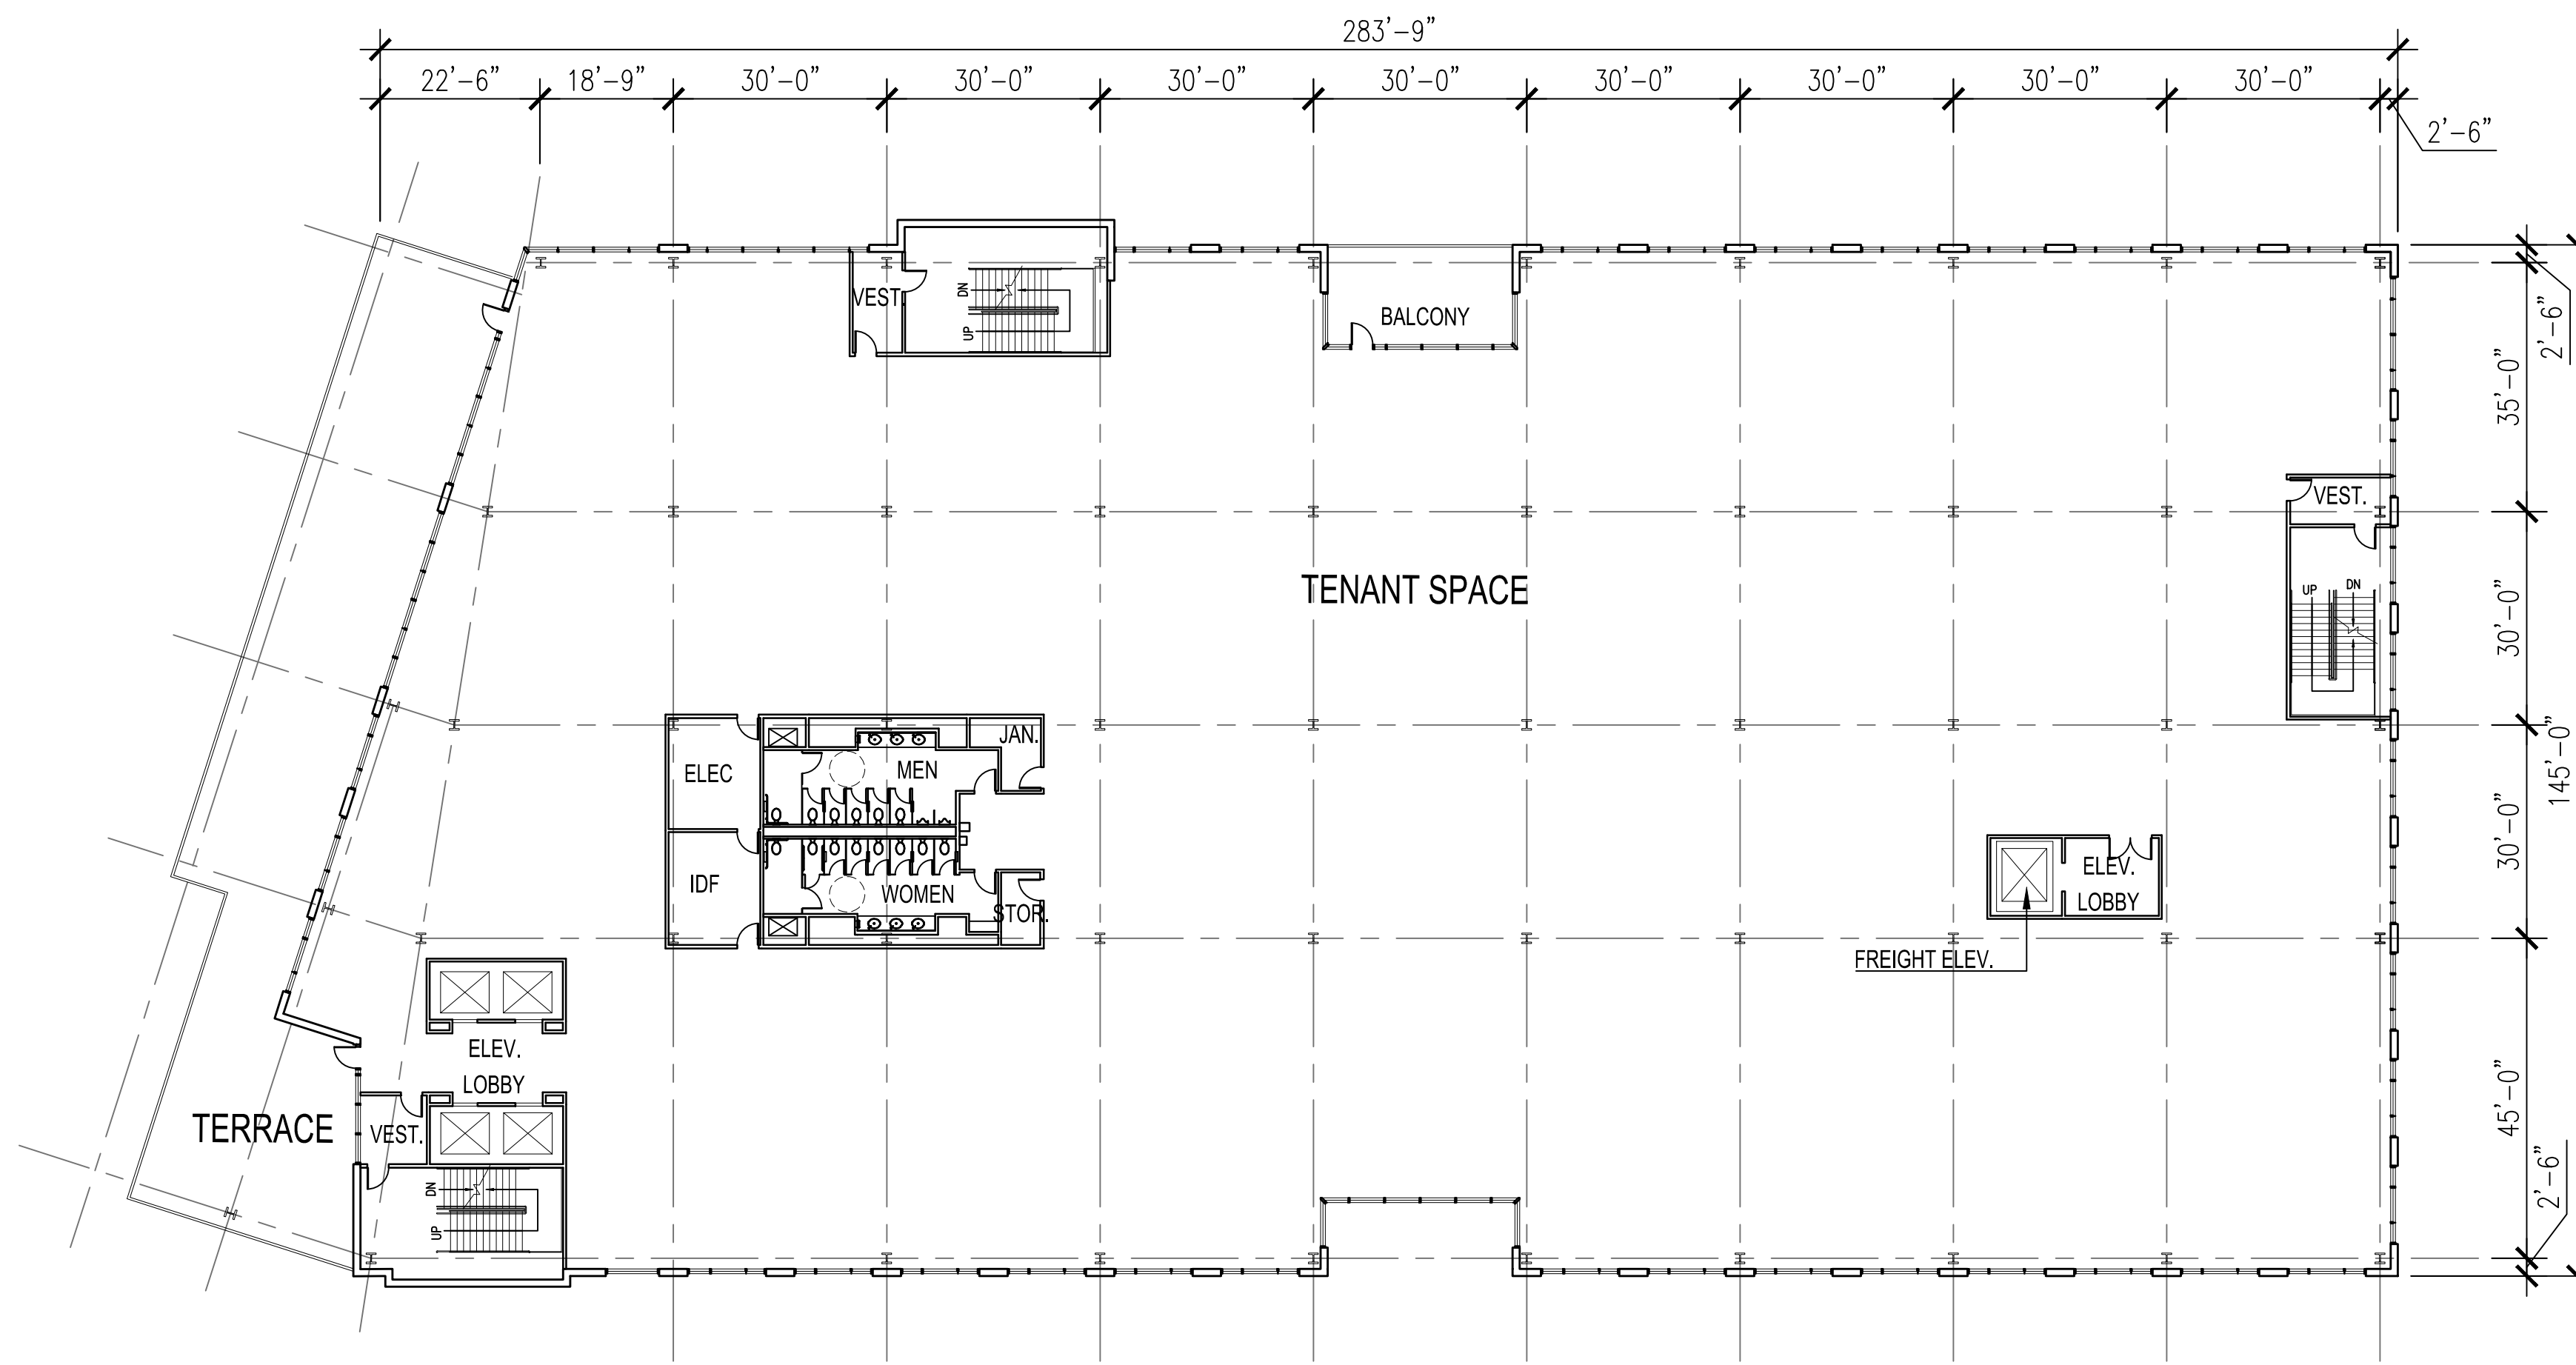 283'-9"
22'-6"
18'-9"
30'-0"
30'-0"
30'-0"
30'-0"
30'-0"
30'-0"
30'-0"
30'-0"
2'-6"
VEST.
DN
UP
BALCONY
2'-6"
35'-0"
VEST.
TENANT SPACE
UP
DN
30'-0"
JAN.
ELEC
MEN
145'-0"
30'-0"
IDF
WOMEN
STOR.
ELEV.
LOBBY
FREIGHT ELEV.
ELEV.
LOBBY
TERRACE
VEST.
45'-0"
DN
UP
2'-6"